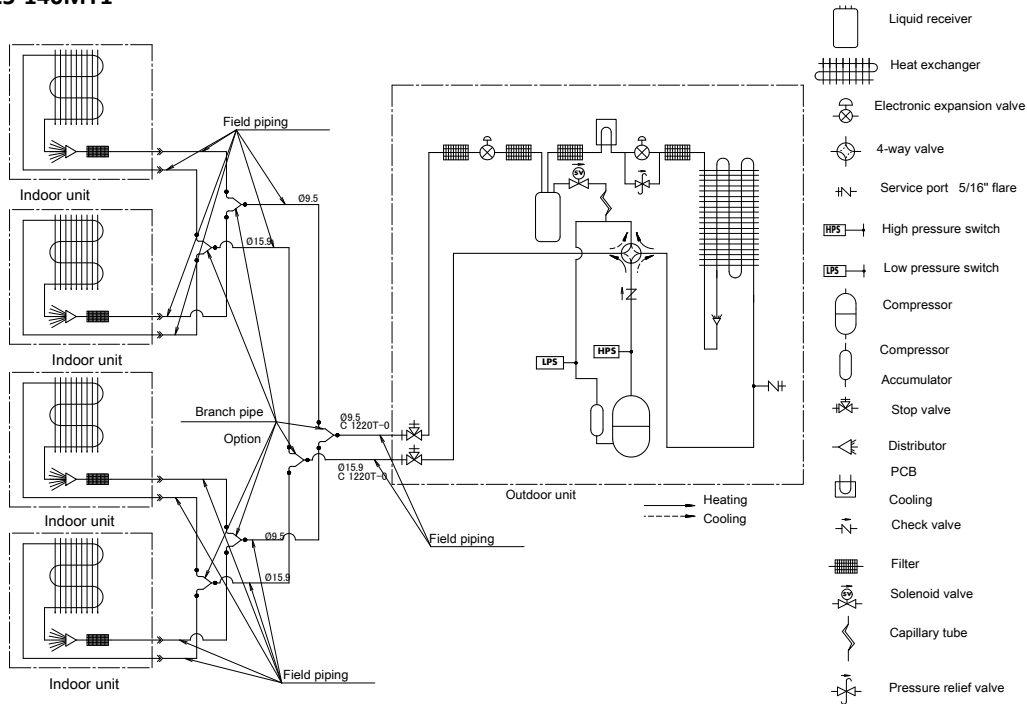 Indoor unit
Indoor unit
Indoor unit
Indoor unit
Field piping
Ø9.5
Ø15.9
Branch pipe
Option
Ø9.5
C 1220T-0
Ø15.9
C 1220T-0
Ø9.5
Ø15.9
Field piping
Field piping
SV
LPS
HPS
Outdoor unit
Heating
Cooling
Liquid receiver
Heat exchanger
Electronic expansion valve
4-way valve
Service port 5/16" flare
HPS
High pressure switch
LPS
Low pressure switch
Compressor
Compressor
Accumulator
Stop valve
Distributor
PCB
Cooling
Check valve
Filter
SV
Solenoid valve
Capillary tube
Pressure relief valve